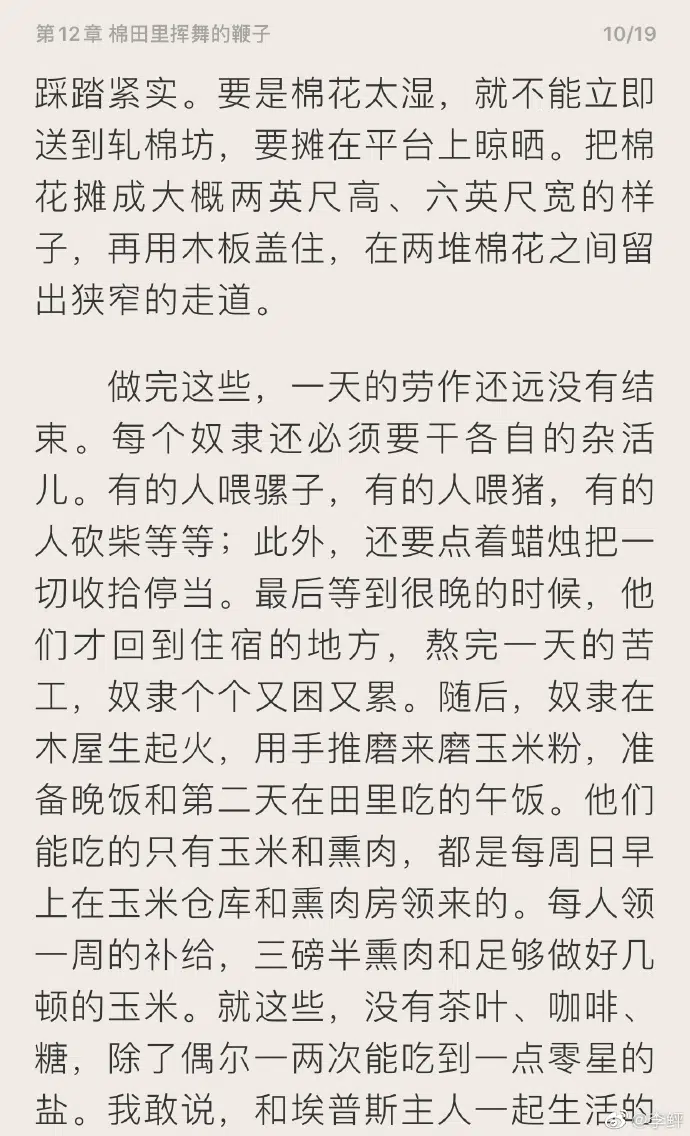 第12章 棉田里挥舞的鞭子 10/19
踩踏紧实。要是棉花太湿，就不能立即
送到轧棉坊，要摊在平台上晾晒。把棉
花摊成大概两英尺高、六英尺宽的样
子，再用木板盖住，在两堆棉花之间留
出狭窄的走道。
做完这些，一天的劳作还远没有结
束。每个奴隶还必须要干各自的杂活
儿。有的人喂骡子，有的人喂猪，有的
人砍柴等等；此外，还要点着蜡烛把一
切收拾停当。最后等到很晚的时候，他
们才回到住宿的地方，熬完一天的苦
工，奴隶个个又困又累。随后，奴隶在
木屋生起火，用手推磨来磨玉米粉，准
备晚饭和第二天在田里吃的午饭。他们
能吃的只有玉米和熏肉，都是每周日早
上在玉米仓库和熏肉房领来的。每人领
一周的补给，三磅半熏肉和足够做好几
顿的玉米。就这些，没有茶叶、咖啡、
糖，除了偶尔一两次能吃到一点零星的
盐。我敢说，和埃普斯主人一起生活的
@李鲆